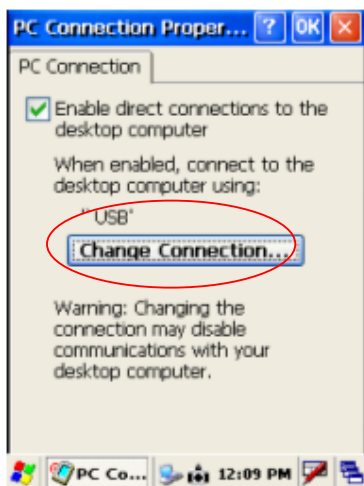 PC Connection Proper... ? OK ×
PC Connection
Enable direct connections to the
desktop computer
When enabled, connect to the
desktop computer using:
'`USB'
Change Connection...
Warning: Changing the
connection may disable
communications with your
desktop computer.
PC Co... 12:09 PM